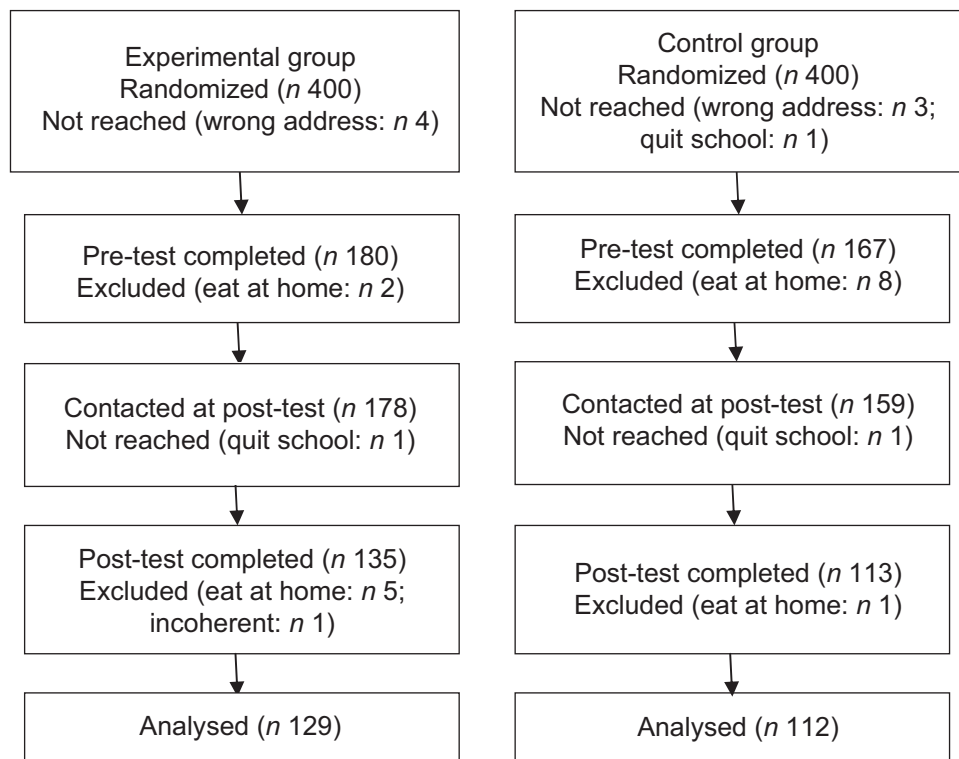 Experimental group
Randomized (n 400)
Not reached (wrong address: n 4)
Pre-test completed (n 180)
Excluded (eat at home: n 2)
Contacted at post-test (n 178)
Not reached (quit school: n 1)
Post-test completed (n 135)
Excluded (eat at home: n 5;
incoherent: n 1)
Analysed (n 129)
Control group
Randomized (n 400)
Not reached (wrong address: n 3;
quit school: n 1)
Pre-test completed (n 167)
Excluded (eat at home: n 8)
Contacted at post-test (n 159)
Not reached (quit school: n 1)
Post-test completed (n 113)
Excluded (eat at home: n 1)
Analysed (n 112)